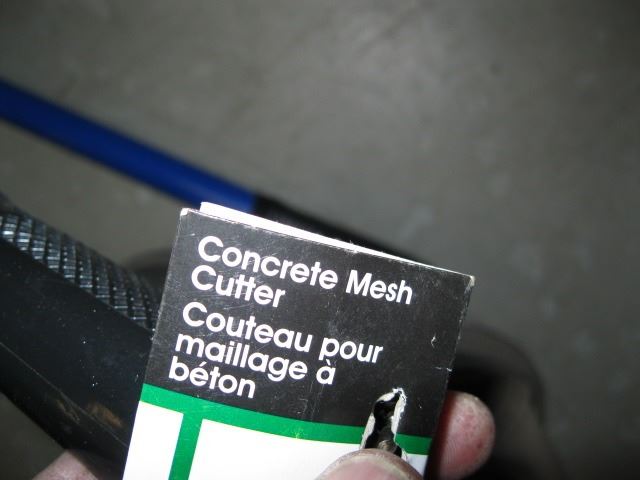 Concrete Mesh
Cutter
Couteau pour
maillage à
béton